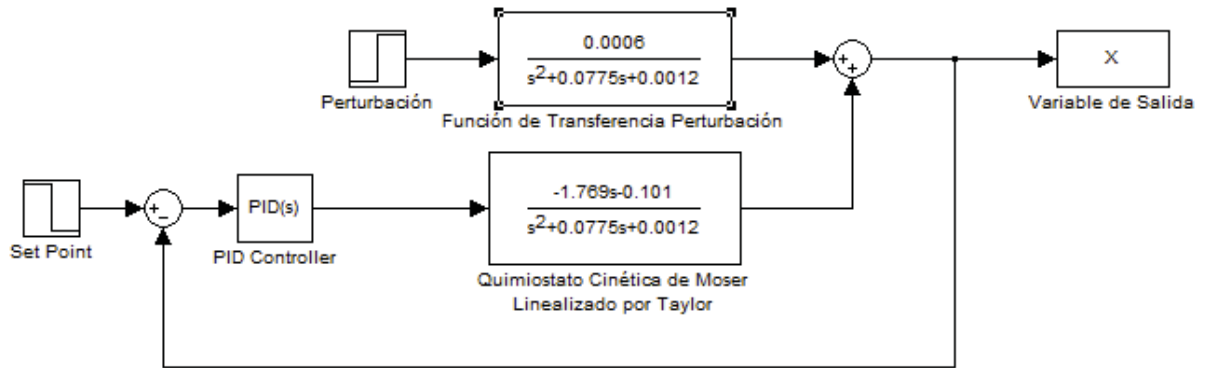 0.0006
s²+0.0775s+0.0012
Perturbación
Función de Transferencia Perturbación
+
+
X
Variable de Salida
Set Point
+
−
PID(s)
PID Controller
-1.769s-0.101
s²+0.0775s+0.0012
Quimiostato Cinética de Moser
Linealizado por Taylor